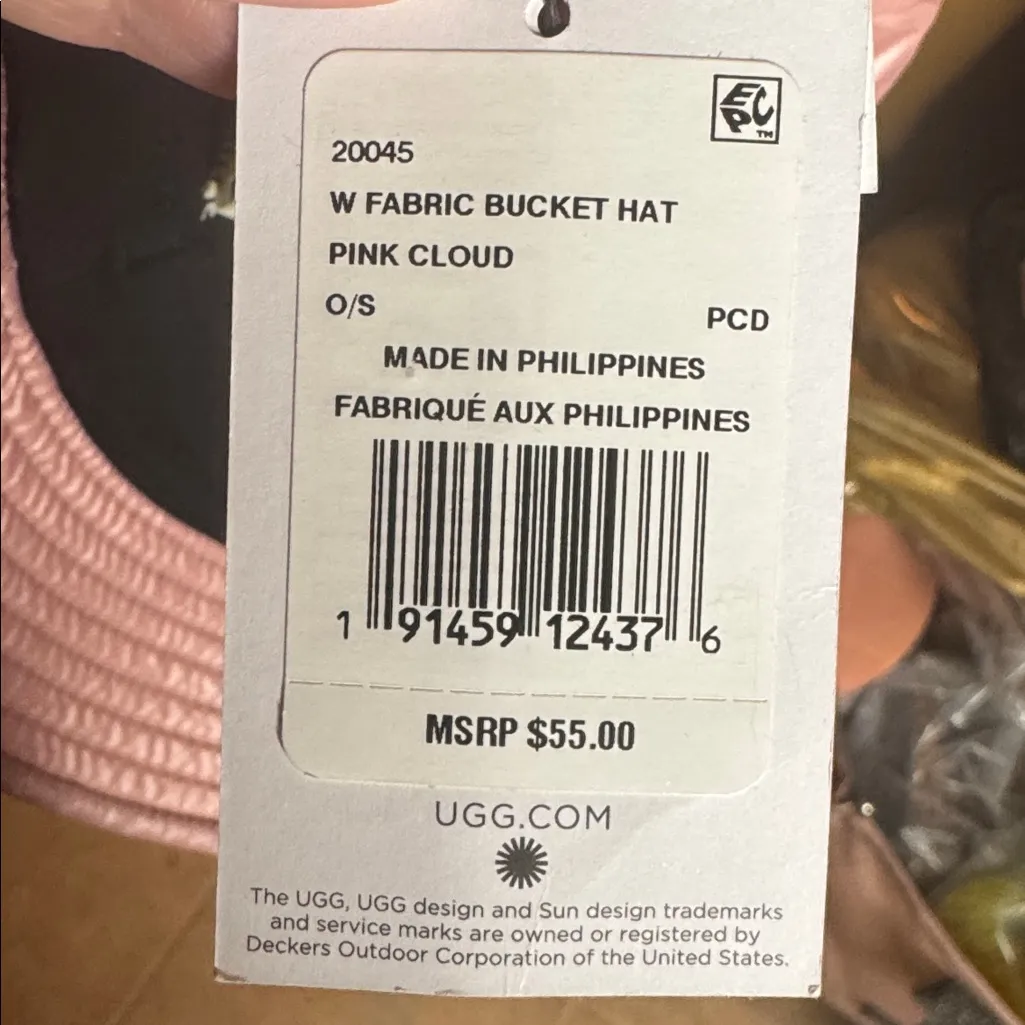 EC
PC™
20045
W FABRIC BUCKET HAT
PINK CLOUD
O/S PCD
MADE IN PHILIPPINES
FABRIQUÉ AUX PHILIPPINES
1 91459 12437 6
MSRP $55.00
UGG.COM
The UGG, UGG design and Sun design trademarks
and service marks are owned or registered by
Deckers Outdoor Corporation of the United States.